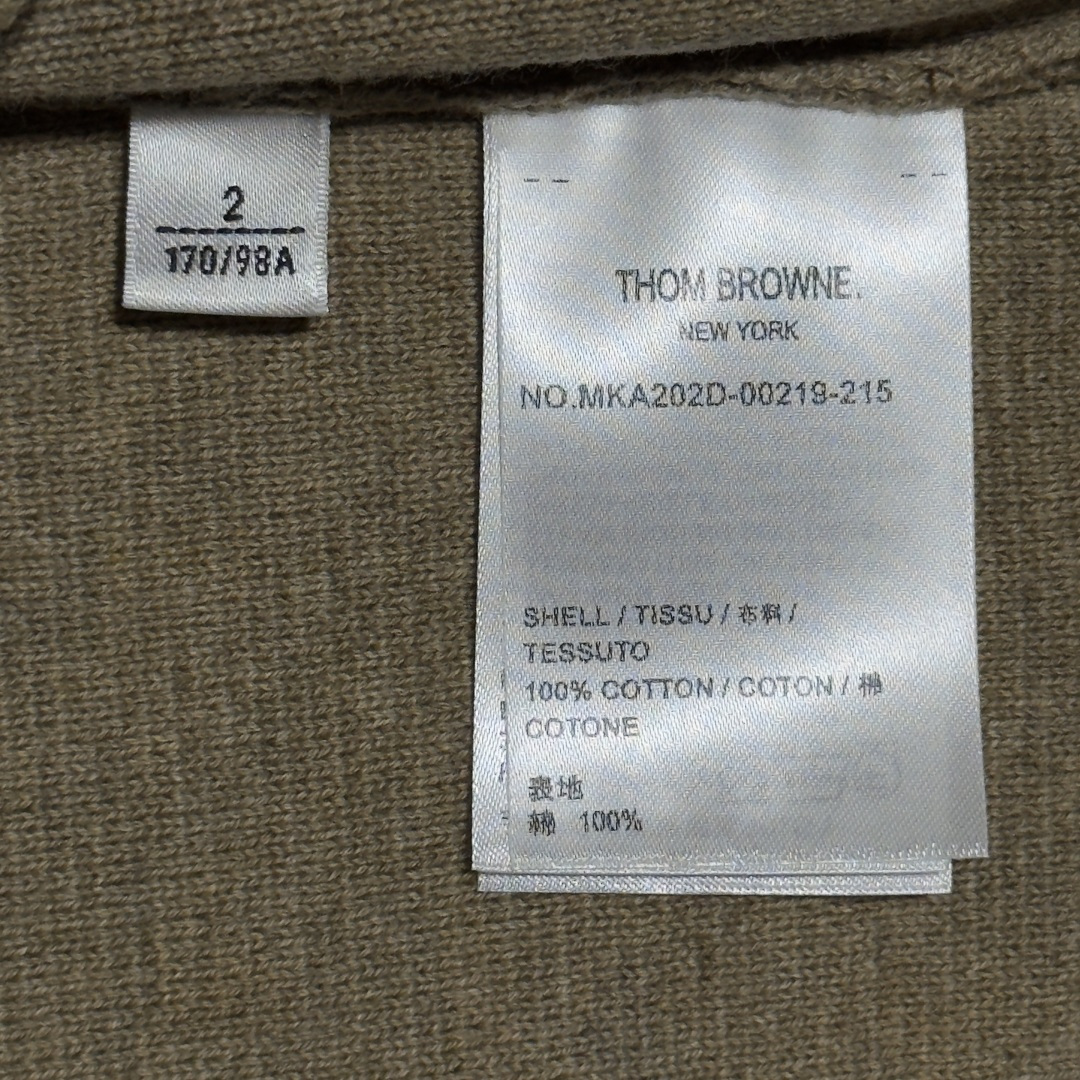 2
170/98A
THOM BROWNE.
NEW YORK
NO.MKA202D-00219-215
SHELL / TISSU / 布料 /
TESSUTO
100% COTTON / COTON / 棉
COTONE
表地
綿 100%